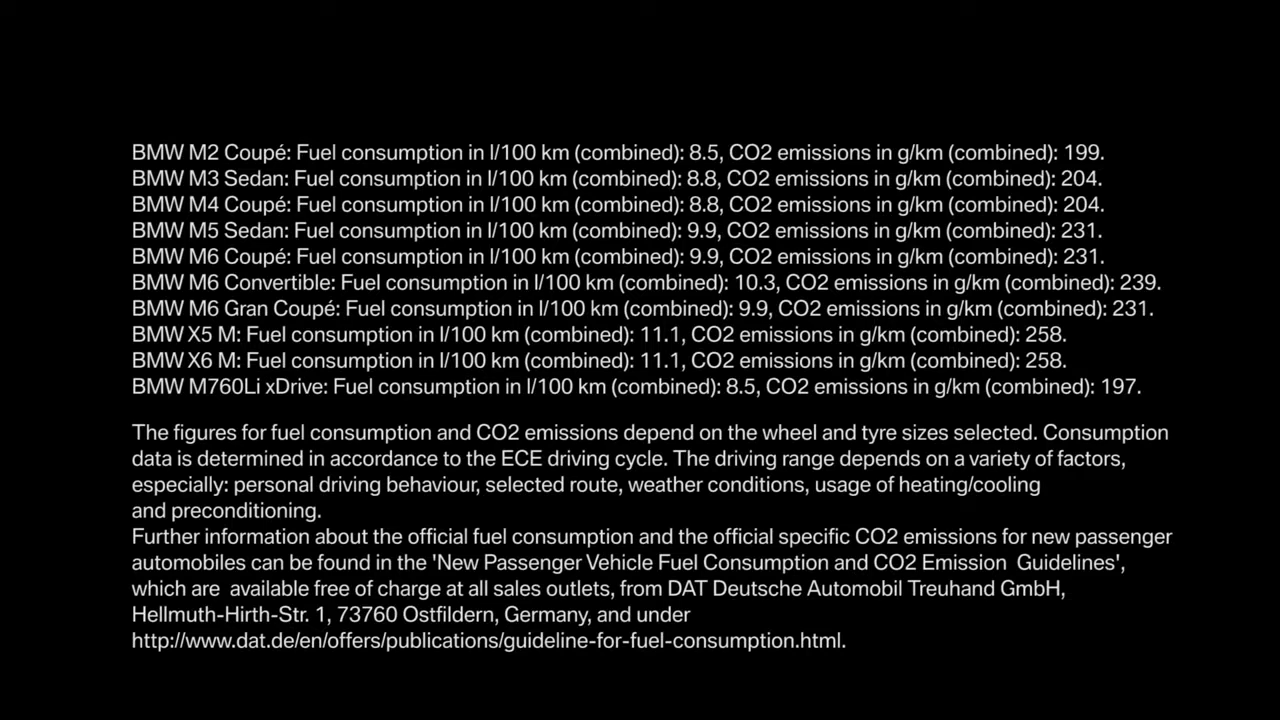 BMW M2 Coupé: Fuel consumption in l/100 km (combined): 8.5, CO2 emissions in g/km (combined): 199.
BMW M3 Sedan: Fuel consumption in l/100 km (combined): 8.8, CO2 emissions in g/km (combined): 204.
BMW M4 Coupé: Fuel consumption in l/100 km (combined): 8.8, CO2 emissions in g/km (combined): 204.
BMW M5 Sedan: Fuel consumption in l/100 km (combined): 9.9, CO2 emissions in g/km (combined): 231.
BMW M6 Coupé: Fuel consumption in l/100 km (combined): 9.9, CO2 emissions in g/km (combined): 231.
BMW M6 Convertible: Fuel consumption in l/100 km (combined): 10.3, CO2 emissions in g/km (combined): 239.
BMW M6 Gran Coupé: Fuel consumption in l/100 km (combined): 9.9, CO2 emissions in g/km (combined): 231.
BMW X5 M: Fuel consumption in l/100 km (combined): 11.1, CO2 emissions in g/km (combined): 258.
BMW X6 M: Fuel consumption in l/100 km (combined): 11.1, CO2 emissions in g/km (combined): 258.
BMW M760Li xDrive: Fuel consumption in l/100 km (combined): 8.5, CO2 emissions in g/km (combined): 197.
The figures for fuel consumption and CO2 emissions depend on the wheel and tyre sizes selected. Consumption
data is determined in accordance to the ECE driving cycle. The driving range depends on a variety of factors,
especially: personal driving behaviour, selected route, weather conditions, usage of heating/cooling
and preconditioning.
Further information about the official fuel consumption and the official specific CO2 emissions for new passenger
automobiles can be found in the 'New Passenger Vehicle Fuel Consumption and CO2 Emission  Guidelines',
which are  available free of charge at all sales outlets, from DAT Deutsche Automobil Treuhand GmbH,
Hellmuth-Hirth-Str. 1, 73760 Ostfildern, Germany, and under
http://www.dat.de/en/offers/publications/guideline-for-fuel-consumption.html.